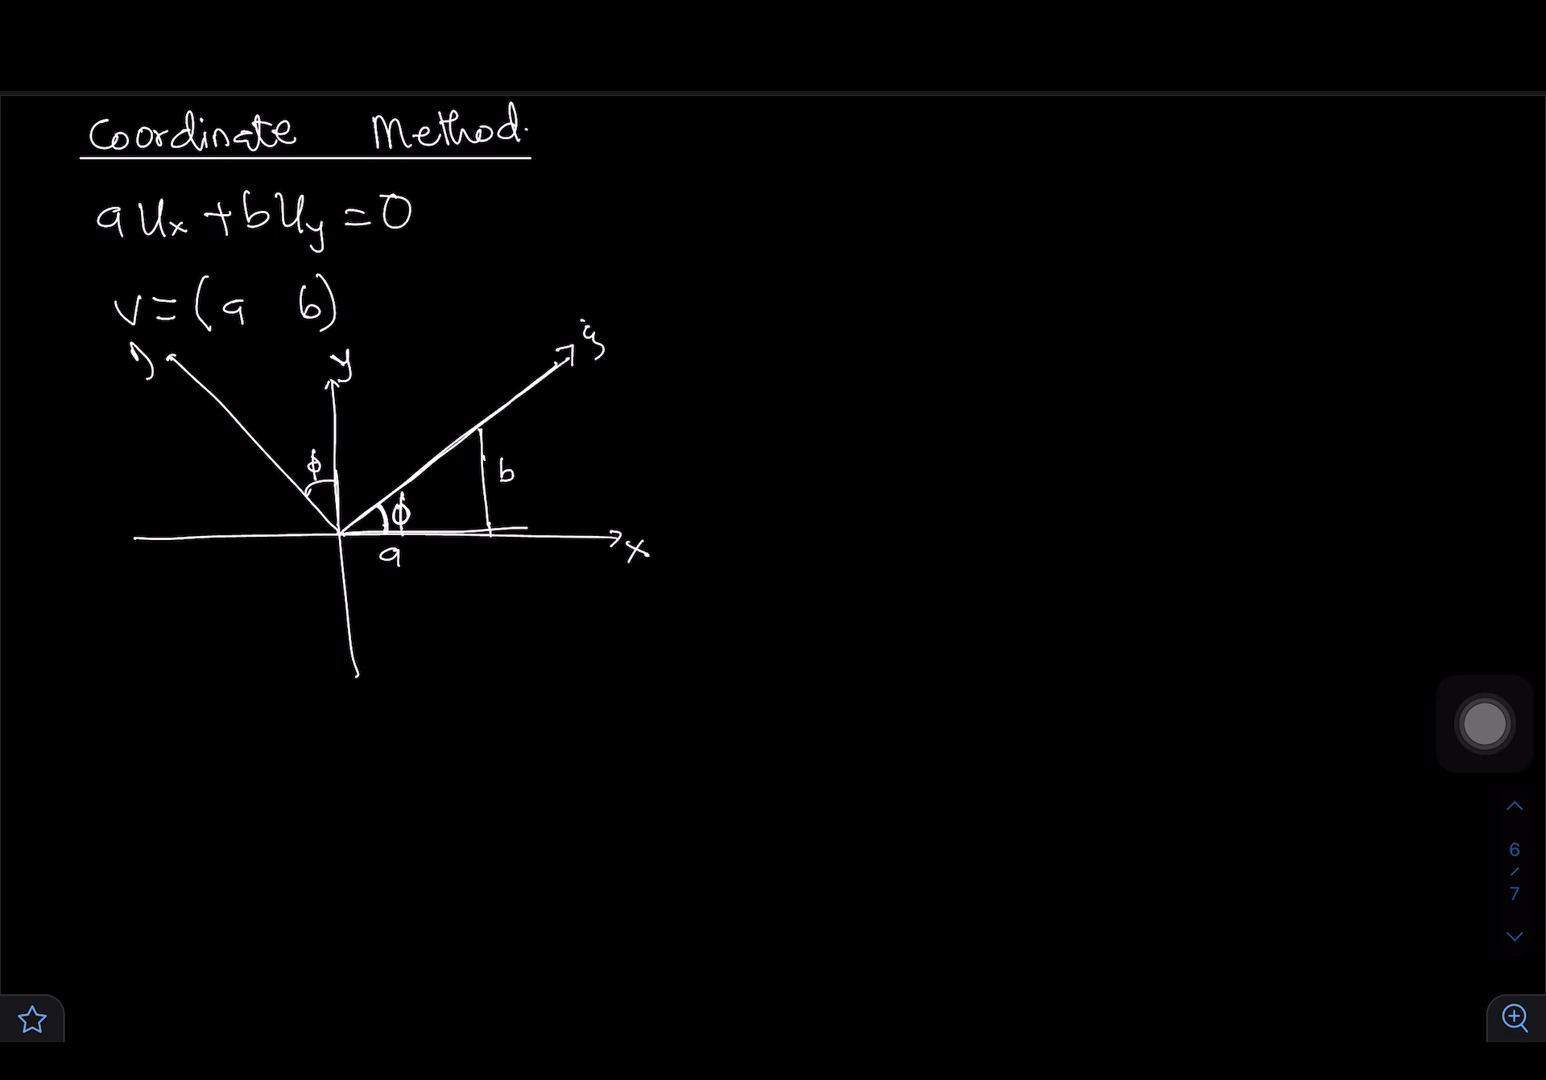 Coordinate Method.
a Ux + b Uy = 0
v = (a b)
y
ϕ
b
ϕ
a
x
6
/
7